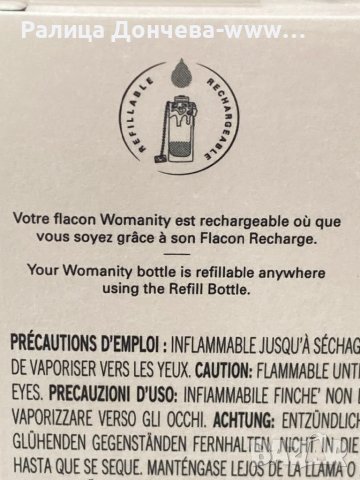 Ралица Дончева-www...
REFILLABLE
RECHARGEABLE
Votre flacon Womanity est rechargeable où que
vous soyez grâce à son Flacon Recharge.
Your Womanity bottle is refillable anywhere
using the Refill Bottle.
PRÉCAUTIONS D'EMPLOI : INFLAMMABLE JUSQU'À SÉCHAG
DE VAPORISER VERS LES YEUX. CAUTION: FLAMMABLE UNTI
EYES. PRECAUZIONI D'USO: INFIAMMABILE FINCHE' NON
VAPORIZZARE VERSO GLI OCCHI. ACHTUNG: ENTZÜNDLICH
GLÜHENDEN GEGENSTÄNDEN FERNHALTEN. NICHT IN DIE
HASTA QUE SE SEQUE. MANTÉNGASE LEJOS DE LA LLAMA O